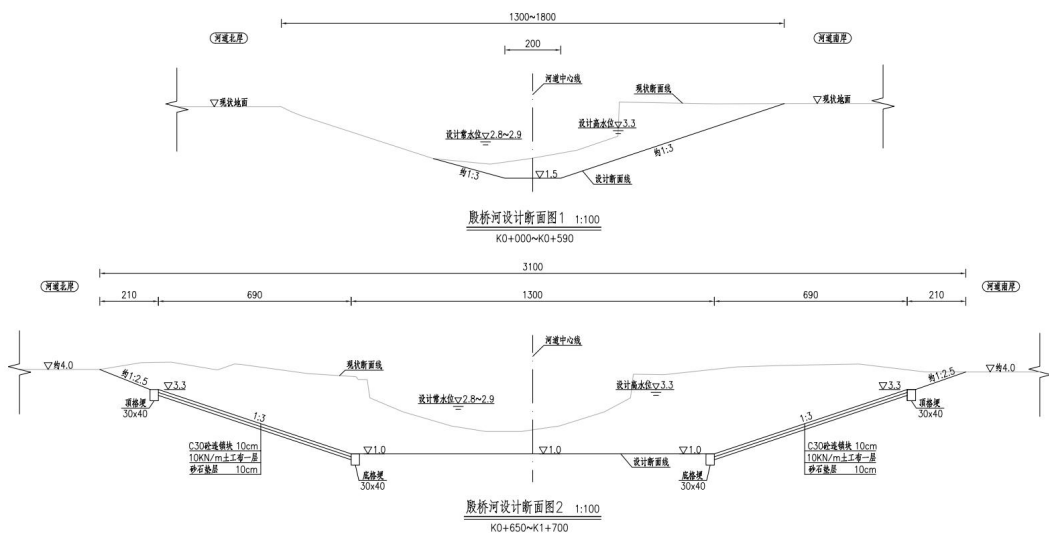 1300~1800
河道北岸
河道南岸
200
河道中心线
现状断面线
现状地面
现状地面
设计常水位 2.8~2.9
设计高水位 3.3
约1:3
1.5
约1:3
设计断面线
殷桥河设计断面图1 1:100
K0+000~K0+590
3100
河道北岸
河道南岸
210
690
1300
690
210
河道中心线
约4.0
现状断面线
约4.0
约1:2.5
3.3
设计高水位 3.3
3.3
约1:2.5
设计常水位 2.8~2.9
顶格埂
30x40
顶格埂
30x40
1:3
1:3
C30砼连锁块 10cm
10KN/m土工布一层
砂石垫层 10cm
1.0
1.0
1.0
设计断面线
C30砼连锁块 10cm
10KN/m土工布一层
砂石垫层 10cm
底格埂
30x40
底格埂
30x40
殷桥河设计断面图2 1:100
K0+650~K1+700